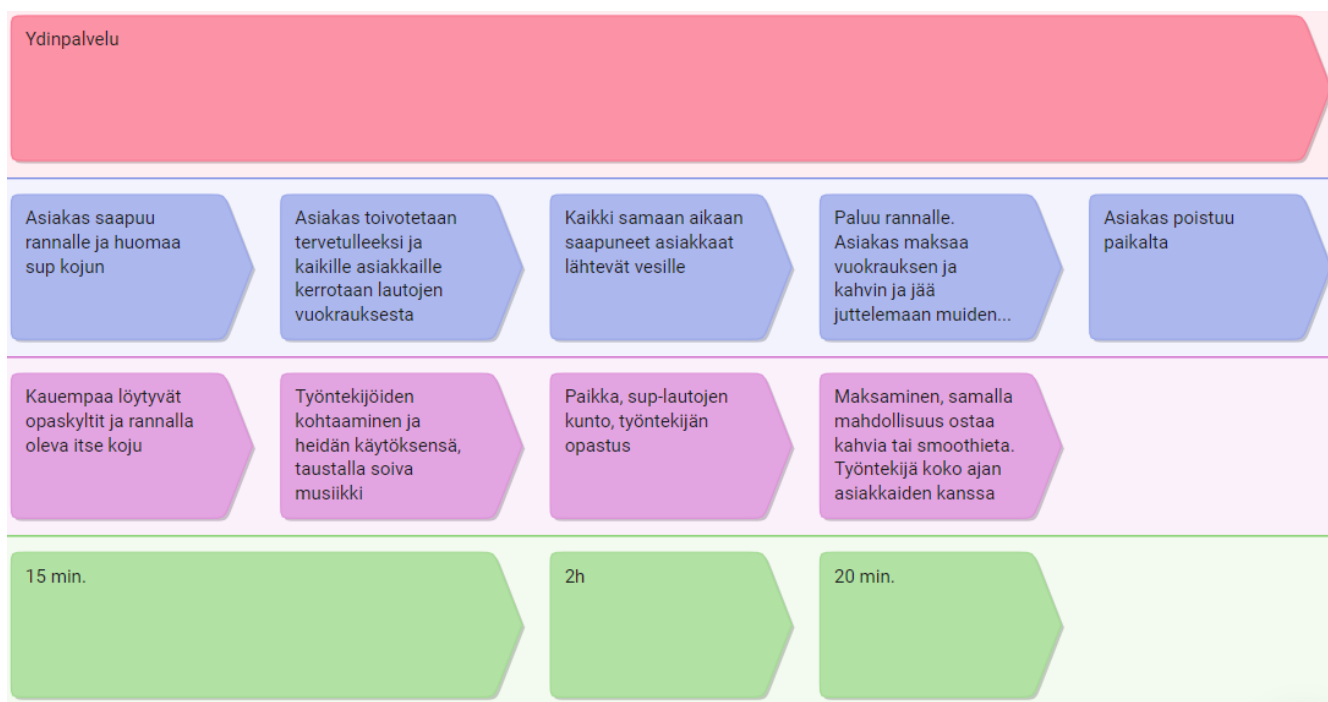 Ydinpalvelu
Asiakas saapuu
rannalle ja huomaa
sup kojun
Asiakas toivotetaan
tervetulleeksi ja
kaikille asiakkaille
kerrotaan lautojen
vuokrauksesta
Kaikki samaan aikaan
saapuneet asiakkaat
lähtevät vesille
Paluu rannalle.
Asiakas maksaa
vuokrauksen ja
kahvin ja jää
juttelemaan muiden...
Asiakas poistuu
paikalta
Kauempaa löytyvät
opaskyltit ja rannalla
oleva itse koju
Työntekijöiden
kohtaaminen ja
heidän käytöksensä,
taustalla soiva
musiikki
Paikka, sup-lautojen
kunto, työntekijän
opastus
Maksaminen, samalla
mahdollisuus ostaa
kahvia tai smoothieta.
Työntekijä koko ajan
asiakkaiden kanssa
15 min.
2h
20 min.